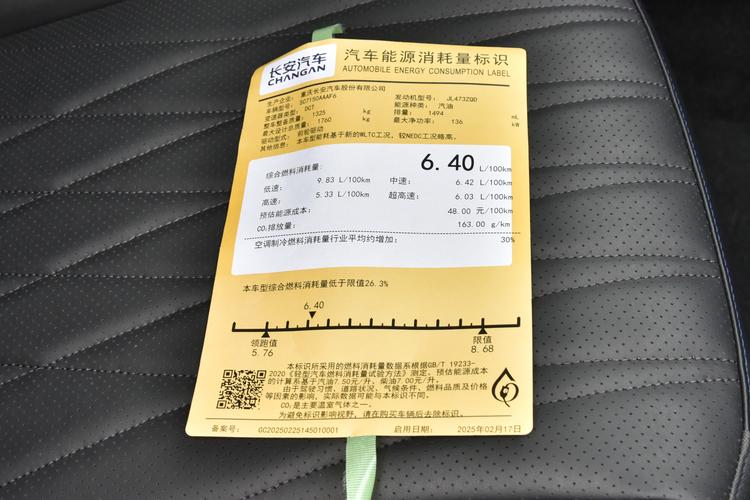 长安汽车
CHANGAN
汽车能源消耗量标识
AUTOMOBILE ENERGY CONSUMPTION LABEL
生产企业: 重庆长安汽车股份有限公司
车辆型号: SC7150AAAF6 发动机型号: JL473ZQD
变速器类型: DCT 能源种类: 汽油
整车整备质量: 1325 kg 排量: 1494 mL
最大设计总质量: 1760 kg 最大净功率: 136 kW
驱动型式: 前轮驱动
其他信息: 本车型能耗基于新的WLTC工况, 较NEDC工况略高。
综合燃料消耗量: 6.40 L/100km
低速: 9.83 L/100km 中速: 6.42 L/100km
高速: 5.33 L/100km 超高速: 6.03 L/100km
预估能源成本: 48.00 元/100km
CO₂排放量: 163.00 g/km
空调制冷燃料消耗量行业平均约增加: 30%
本车型综合燃料消耗量低于限值26.3%
6.40
领跑值 限值
5.76 8.68
本标识所采用的燃料消耗量数据系根据GB/T 19233-
2020《轻型汽车燃料消耗量试验方法》测定。预估能源成本
的计算系基于汽油7.50元/升、柴油7.00元/升。
由于驾驶习惯、道路状况、气候条件、燃料品质及价格
等因素的影响, 实际数据可能与本标识不同。
CO₂是主要温室气体之一。
为避免标识影响视野, 请在购买车辆后去除标识。
备案号: GC20250225145010001 启用日期: 2025年02月17日